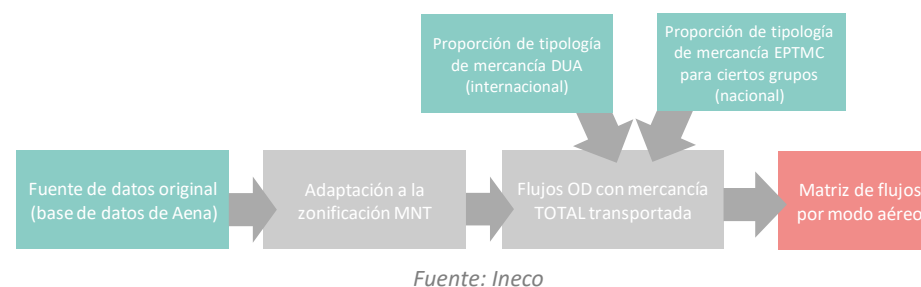 Proporción de tipología
de mercancía DUA
(internacional)
Proporción de tipología
de mercancía EPTMC
para ciertos grupos
(nacional)
Fuente de datos original
(base de datos de Aena)
Adaptación a la
zonificación MNT
Flujos OD con mercancía
TOTAL transportada
Matriz de flujos
por modo aéreo
Fuente: Ineco